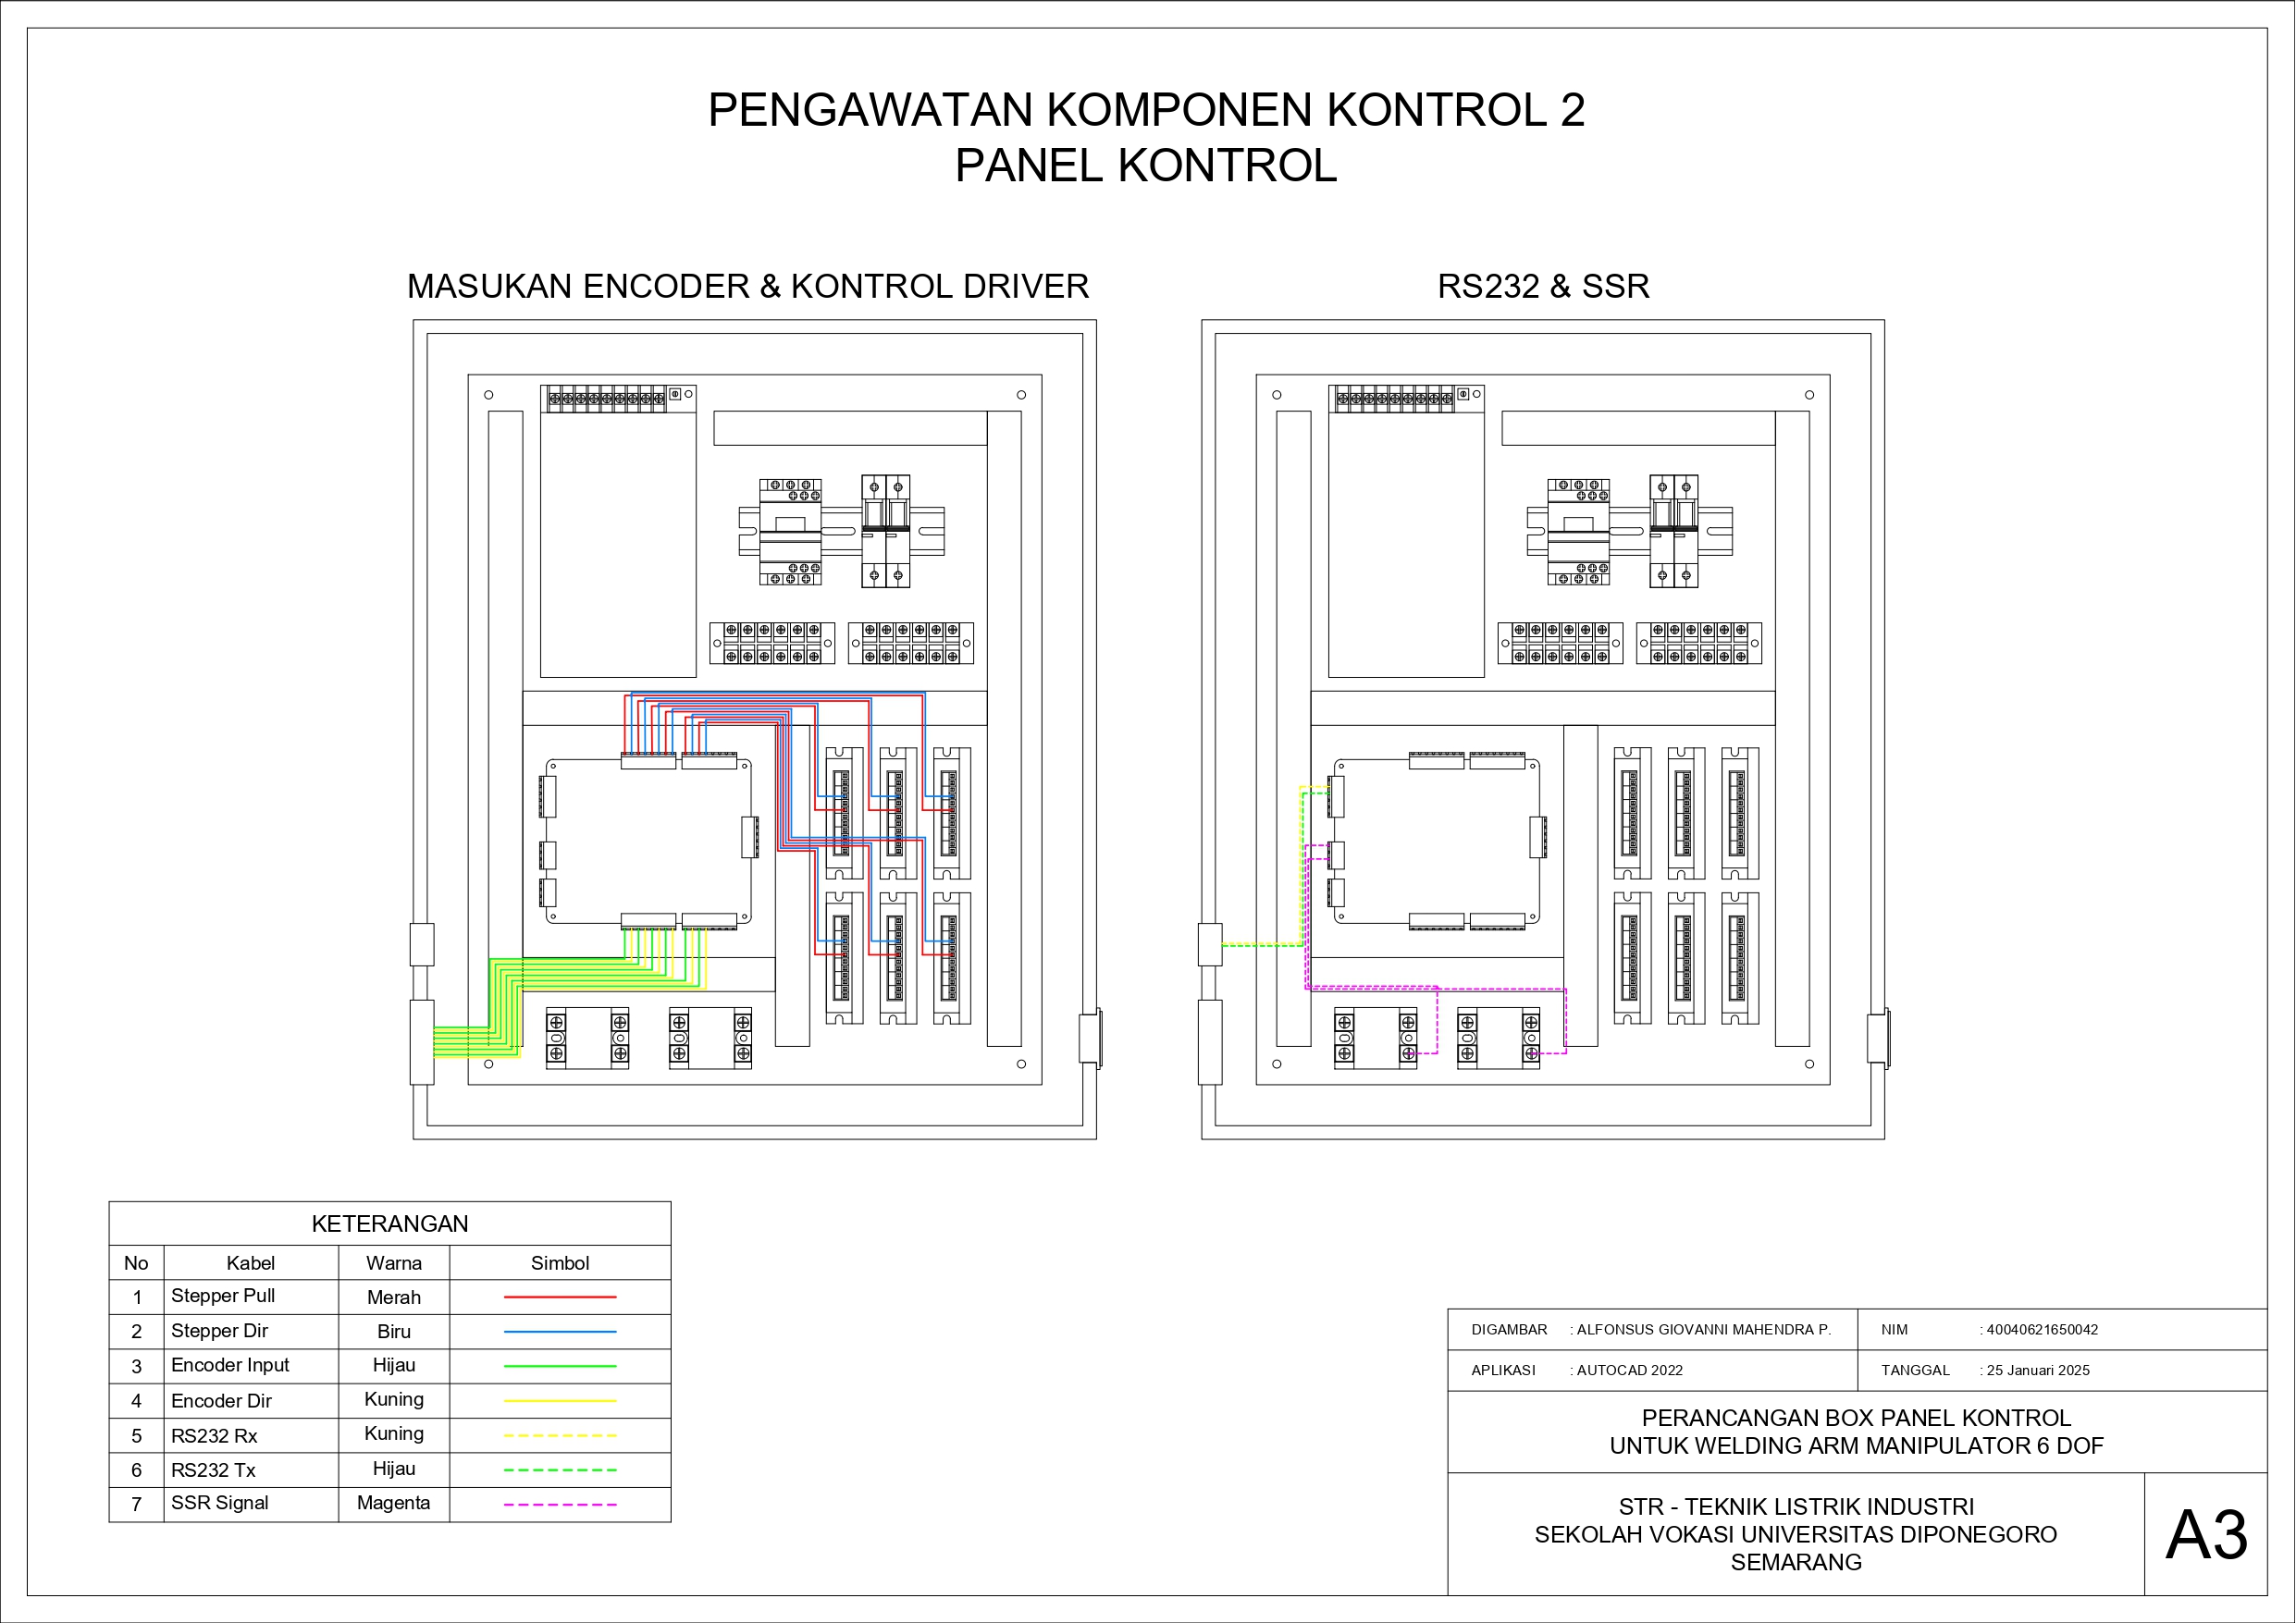 PENGAWATAN KOMPONEN KONTROL 2
PANEL KONTROL
MASUKAN ENCODER & KONTROL DRIVER
RS232 & SSR
KETERANGAN
No Kabel Warna Simbol
1 Stepper Pull Merah
2 Stepper Dir Biru
3 Encoder Input Hijau
4 Encoder Dir Kuning
5 RS232 Rx Kuning
6 RS232 Tx Hijau
7 SSR Signal Magenta
DIGAMBAR : ALFONSUS GIOVANNI MAHENDRA P. NIM : 40040621650042
APLIKASI : AUTOCAD 2022 TANGGAL : 25 Januari 2025
PERANCANGAN BOX PANEL KONTROL
UNTUK WELDING ARM MANIPULATOR 6 DOF
STR - TEKNIK LISTRIK INDUSTRI
SEKOLAH VOKASI UNIVERSITAS DIPONEGORO
SEMARANG
A3